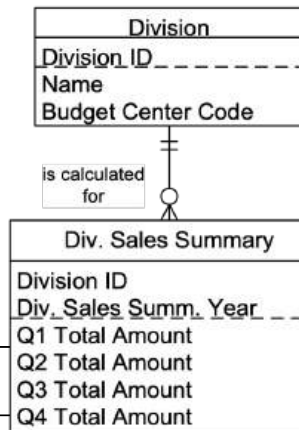 Division
Division ID
Name
Budget Center Code
is calculated
for
Div. Sales Summary
Division ID
Div. Sales Summ. Year
Q1 Total Amount
Q2 Total Amount
Q3 Total Amount
Q4 Total Amount